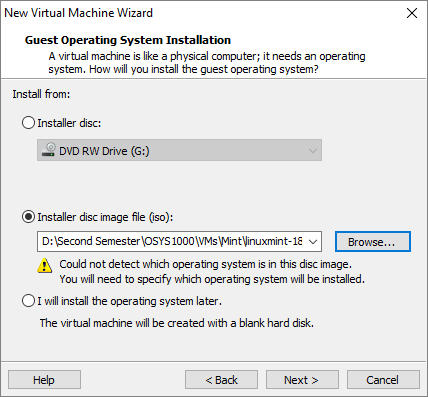 New Virtual Machine Wizard
Guest Operating System Installation
A virtual machine is like a physical computer; it needs an operating
system. How will you install the guest operating system?
Install from:
Installer disc:
DVD RW Drive (G:)
Installer disc image file (iso):
D:\Second Semester\OSYS1000\VMs\Mint\linuxmint-18
Browse...
Could not detect which operating system is in this disc image.
You will need to specify which operating system will be installed.
I will install the operating system later.
The virtual machine will be created with a blank hard disk.
Help
< Back
Next >
Cancel